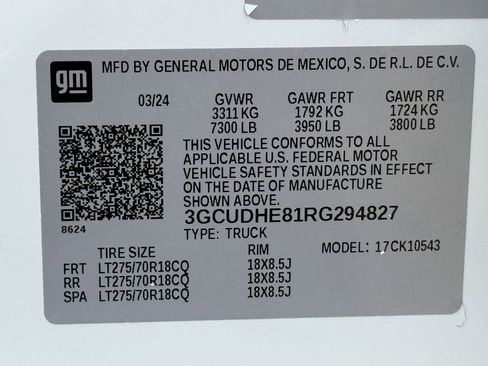 gm
MFD BY GENERAL MOTORS DE MEXICO, S. DE R.L. DE C.V.
03/24 GVWR GAWR FRT GAWR RR
3311 KG 1792 KG 1724 KG
7300 LB 3950 LB 3800 LB
THIS VEHICLE CONFORMS TO ALL
APPLICABLE U.S. FEDERAL MOTOR
VEHICLE SAFETY STANDARDS IN EFFECT
ON THE DATE OF MANUFACTURE
SHOWN ABOVE.
3GCUDHE81RG294827
8624
TYPE: TRUCK
MODEL: 17CK10543
TIRE SIZE RIM
FRT LT275/70R18CQ 18X8.5J
RR LT275/70R18CQ 18X8.5J
SPA LT275/70R18CQ 18X8.5J